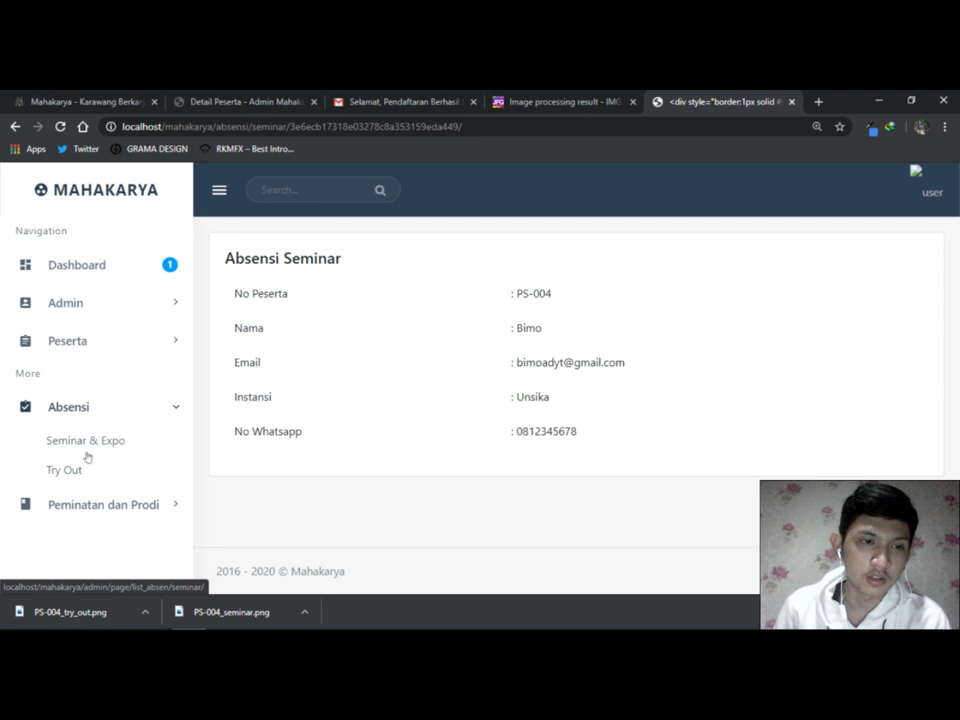 Mahakarya - Karawang Berkary
Detail Peserta - Admin Mahak
Selamat, Pendaftaran Berhasil
JPG
Image processing result - IMG
<div style="border:1px solid #
localhost/mahakarya/absensi/seminar/3e6ecb17318e03278c8a353159eda449/
Apps
Twitter
GRAMA DESIGN
RKMFX – Best Intro...
MAHAKARYA
Search...
user
Navigation
Dashboard
1
Admin
Peserta
More
Absensi
Seminar & Expo
Try Out
Peminatan dan Prodi
Absensi Seminar
No Peserta : PS-004
Nama : Bimo
Email : bimoadyt@gmail.com
Instansi : Unsika
No Whatsapp : 0812345678
2016 - 2020 © Mahakarya
localhost/mahakarya/admin/page/list_absen/seminar/
PS-004_try_out.png
PS-004_seminar.png